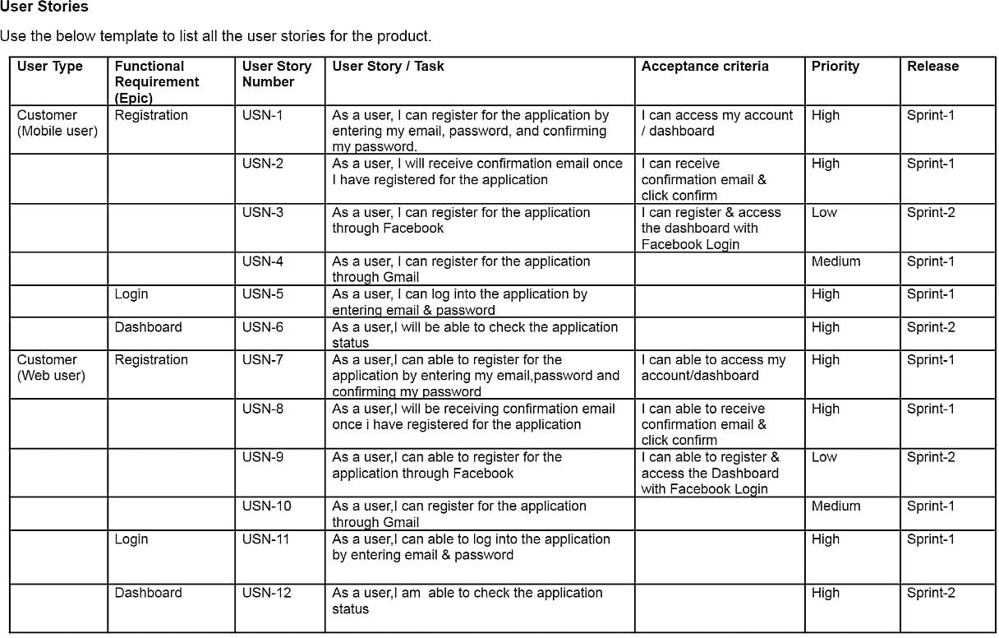 User Stories
Use the below template to list all the user stories for the product.
User Type Functional Requirement (Epic) User Story Number User Story / Task Acceptance criteria Priority Release
Customer (Mobile user) Registration USN-1 As a user, I can register for the application by entering my email, password, and confirming my password. I can access my account / dashboard High Sprint-1
USN-2 As a user, I will receive confirmation email once I have registered for the application I can receive confirmation email & click confirm High Sprint-1
USN-3 As a user, I can register for the application through Facebook I can register & access the dashboard with Facebook Login Low Sprint-2
USN-4 As a user, I can register for the application through Gmail Medium Sprint-1
Login USN-5 As a user, I can log into the application by entering email & password High Sprint-1
Dashboard USN-6 As a user,I will be able to check the application status High Sprint-2
Customer (Web user) Registration USN-7 As a user,I can able to register for the application by entering my email,password and confirming my password I can able to access my account/dashboard High Sprint-1
USN-8 As a user,I will be receiving confirmation email once i have registered for the application I can able to receive confirmation email & click confirm High Sprint-1
USN-9 As a user,I can able to register for the application through Facebook I can able to register & access the Dashboard with Facebook Login Low Sprint-2
USN-10 As a user,I can register for the application through Gmail Medium Sprint-1
Login USN-11 As a user,I can able to log into the application by entering email & password High Sprint-1
Dashboard USN-12 As a user,I am able to check the application status High Sprint-2